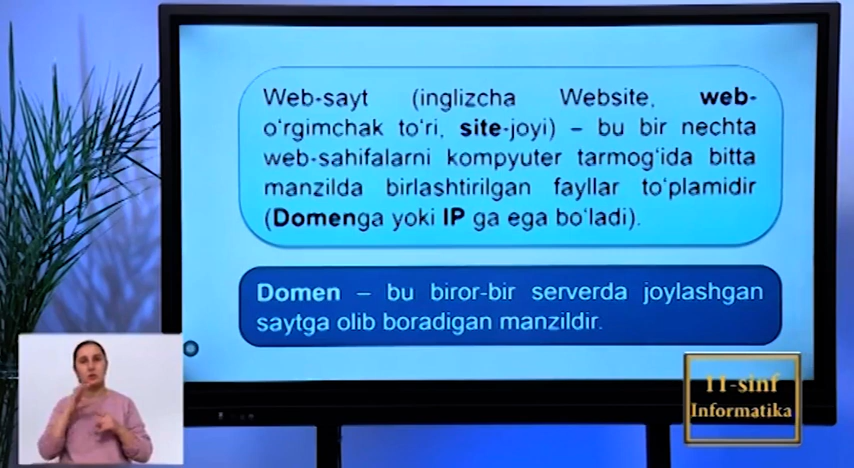 Web-sayt (inglizcha Website, web-
o‘rgimchak to‘ri, site-joyi) – bu bir nechta
web-sahifalarni kompyuter tarmog‘ida bitta
manzilda birlashtirilgan fayllar to‘plamidir
(Domenga yoki IP ga ega bo‘ladi).
Domen – bu biror-bir serverda joylashgan
saytga olib boradigan manzildir.
11-sinf
Informatika